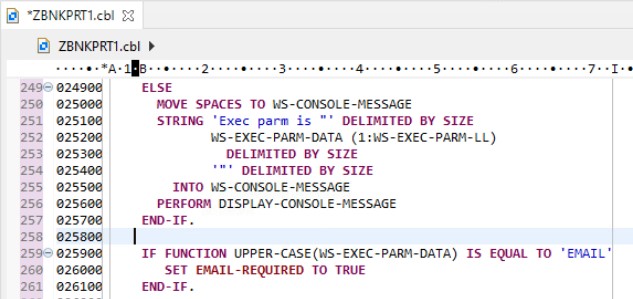 *ZBNKPRT1.cbl
ZBNKPRT1.cbl
····•·*A·1·B··•····2····•····3····•····4····•····5····•····6····•····7··I·•
249 024900 ELSE
250 025000 MOVE SPACES TO WS-CONSOLE-MESSAGE
251 025100 STRING 'Exec parm is "' DELIMITED BY SIZE
252 025200 WS-EXEC-PARM-DATA (1:WS-EXEC-PARM-LL)
253 025300 DELIMITED BY SIZE
254 025400 '"' DELIMITED BY SIZE
255 025500 INTO WS-CONSOLE-MESSAGE
256 025600 PERFORM DISPLAY-CONSOLE-MESSAGE
257 025700 END-IF.
258 025800
259 025900 IF FUNCTION UPPER-CASE(WS-EXEC-PARM-DATA) IS EQUAL TO 'EMAIL'
260 026000 SET EMAIL-REQUIRED TO TRUE
261 026100 END-IF.